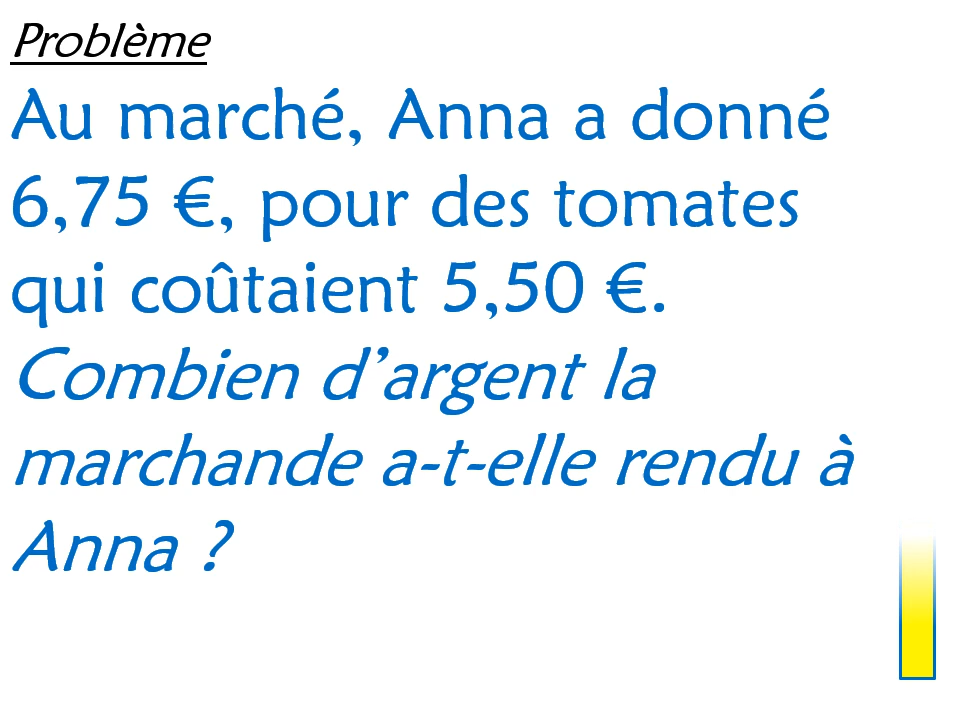 Problème
Au marché, Anna a donné
6,75 €, pour des tomates
qui coûtaient 5,50 €.
Combien d’argent la
marchande a-t-elle rendu à
Anna ?